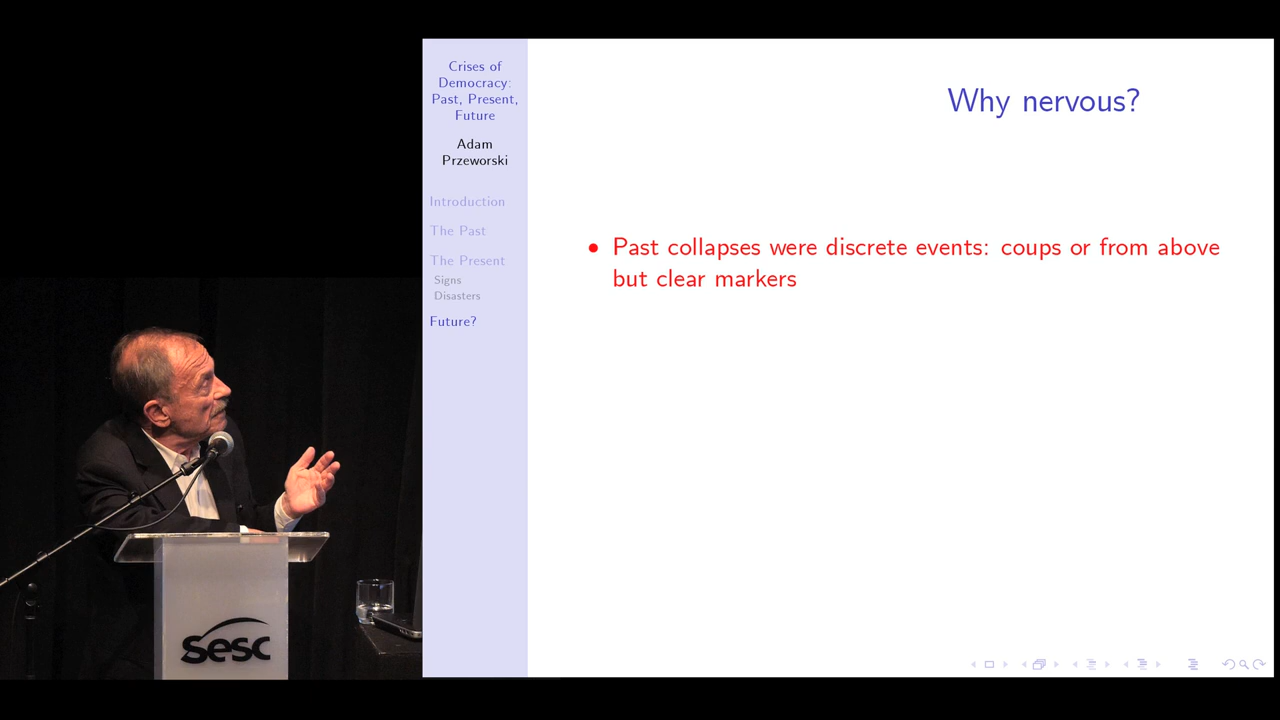 Crises of
Democracy:
Past, Present,
Future
Adam
Przeworski
Introduction
The Past
The Present
Signs
Disasters
Future?
Why nervous?
• Past collapses were discrete events: coups or from above
but clear markers
sesc